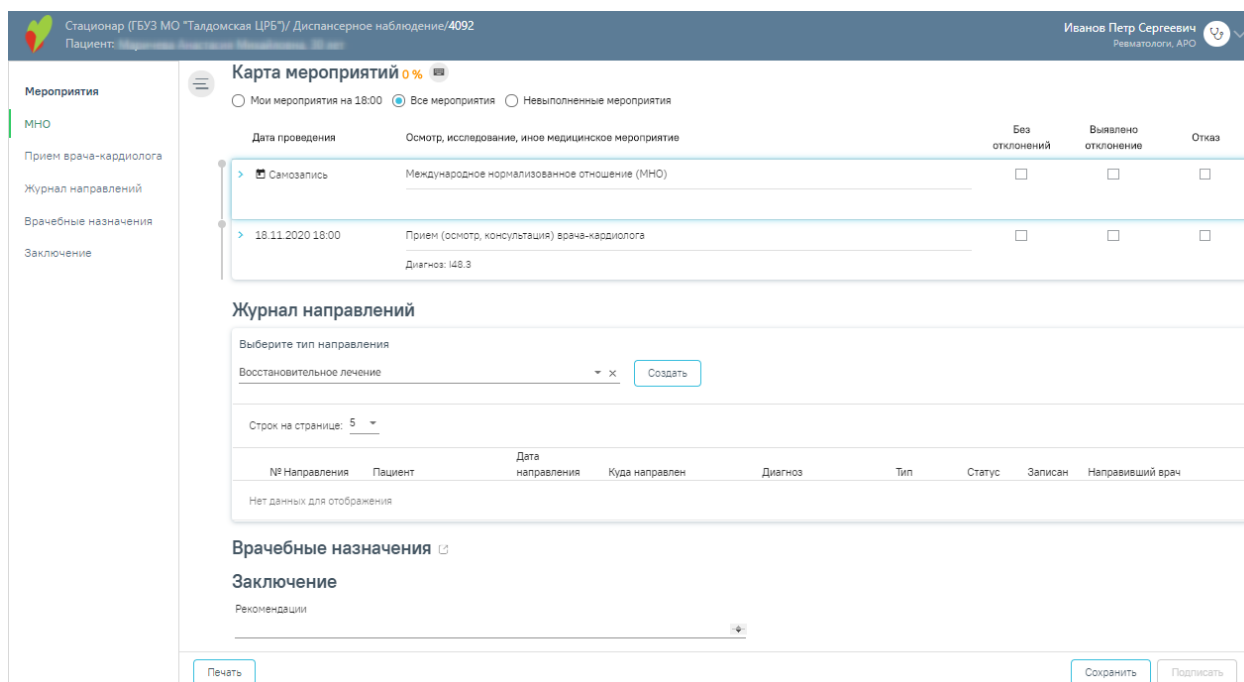 Стационар (ГБУЗ МО "Талдомская ЦРБ")/ Диспансерное наблюдение/4092
Пациент:
Иванов Петр Сергеевич
Ревматологи, АРО
Мероприятия
МНО
Прием врача-кардиолога
Журнал направлений
Врачебные назначения
Заключение
Карта мероприятий 0 %
Мои мероприятия на 18:00 Все мероприятия Невыполненные мероприятия
Дата проведения Осмотр, исследование, иное медицинское мероприятие Без отклонений Выявлено отклонение Отказ
Самозапись Международное нормализованное отношение (МНО)
18.11.2020 18:00 Прием (осмотр, консультация) врача-кардиолога
Диагноз: I48.3
Журнал направлений
Выберите тип направления
Восстановительное лечение Создать
Строк на странице: 5
№ Направления Пациент Дата направления Куда направлен Диагноз Тип Статус Записан Направивший врач
Нет данных для отображения
Врачебные назначения
Заключение
Рекомендации
Печать Сохранить Подписать